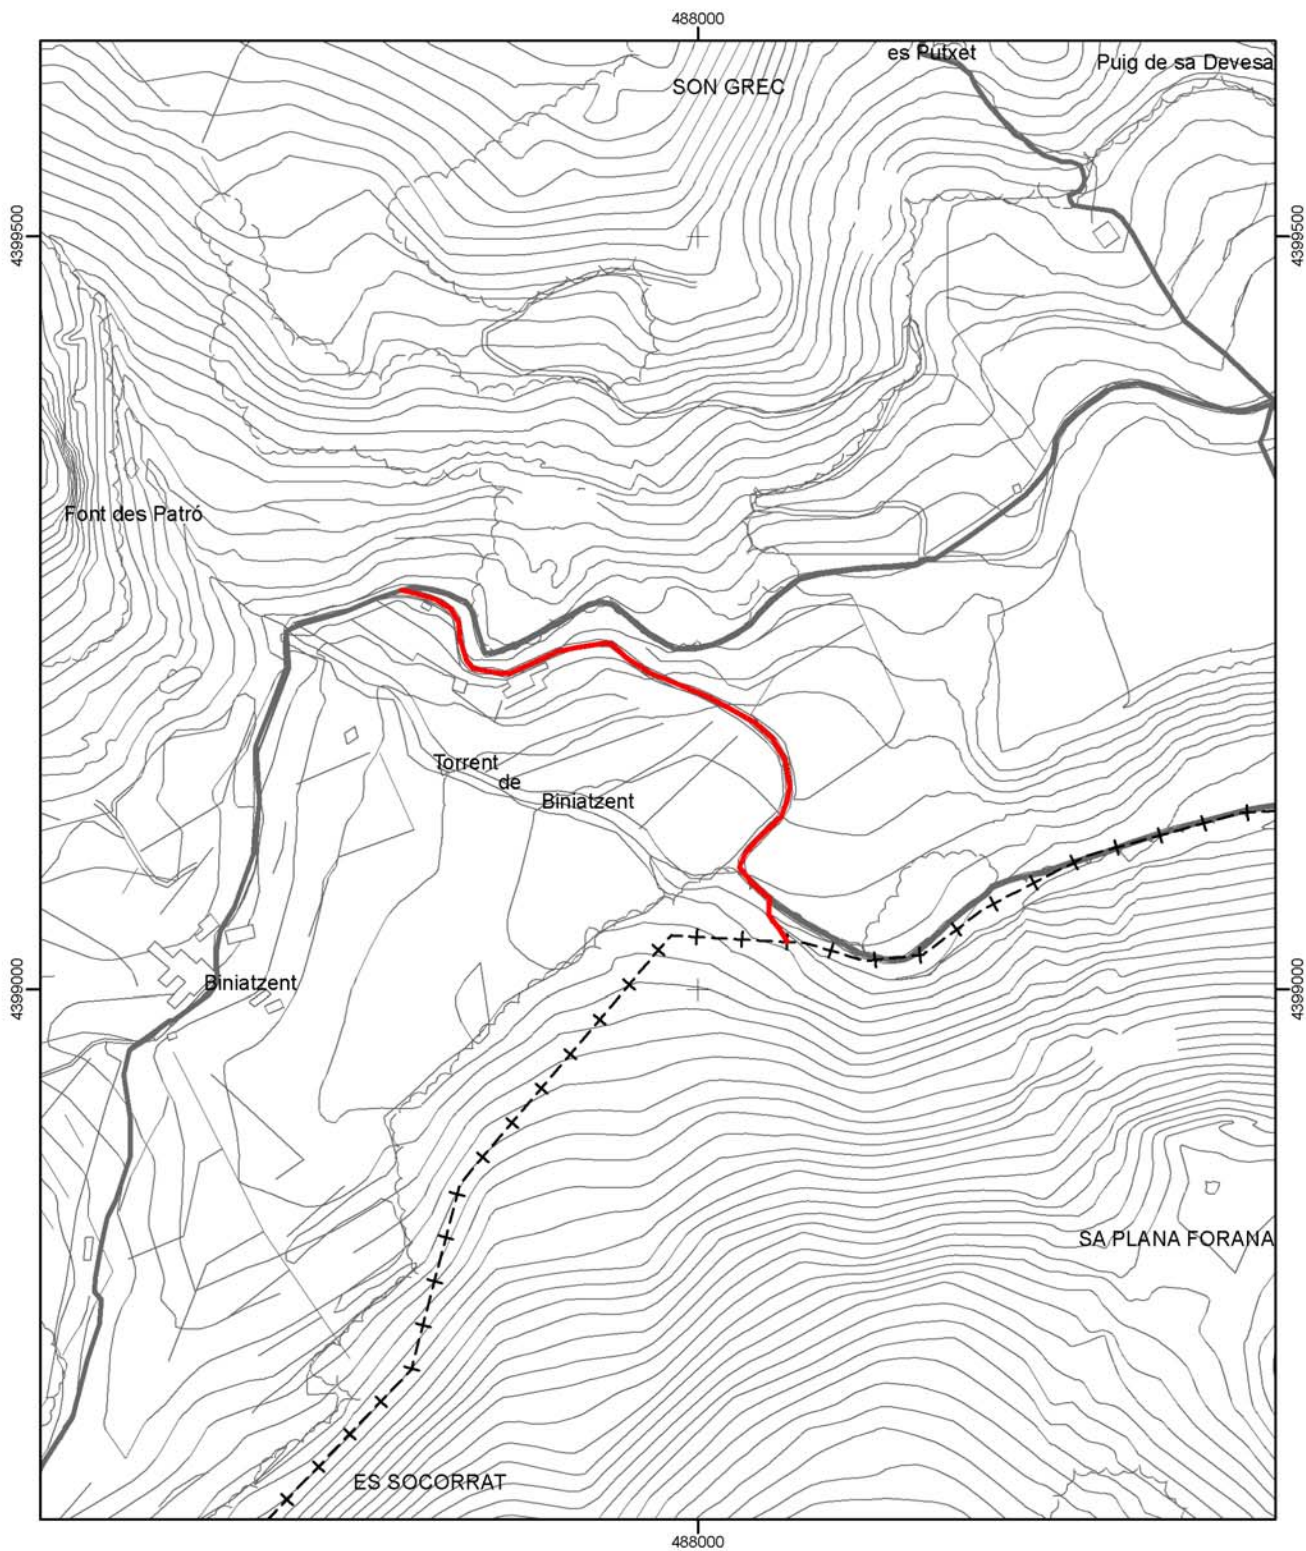 488000
es Putxet
Puig de sa Devesa
SON GREC
4399500
4399500
Font des Patró
Torrent
de
Biniatzent
Biniatzent
4399000
4399000
SA PLANA FORANA
ES SOCORRAT
488000